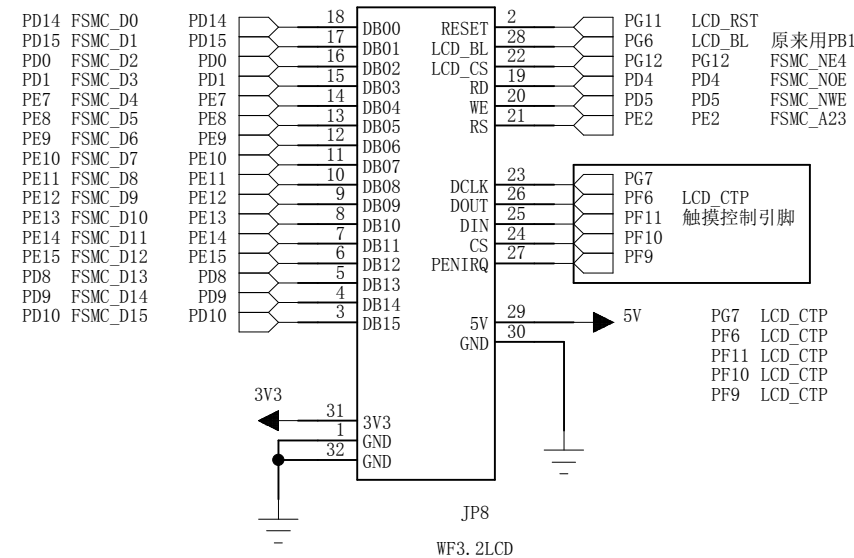 PD14 FSMC_D0 PD14 18 DB00 RESET 2 PG11 LCD_RST
PD15 FSMC_D1 PD15 17 DB01 LCD_BL 28 PG6 LCD_BL 原来用PB1
PD0 FSMC_D2 PD0 16 DB02 LCD_CS 22 PG12 PG12 FSMC_NE4
PD1 FSMC_D3 PD1 15 DB03 RD 19 PD4 PD4 FSMC_NOE
PE7 FSMC_D4 PE7 14 DB04 WE 20 PD5 PD5 FSMC_NWE
PE8 FSMC_D5 PE8 13 DB05 RS 21 PE2 PE2 FSMC_A23
PE9 FSMC_D6 PE9 12 DB06
PE10 FSMC_D7 PE10 11 DB07
PE11 FSMC_D8 PE11 10 DB08 DCLK 23 PG7
PE12 FSMC_D9 PE12 9 DB09 DOUT 26 PF6 LCD_CTP
PE13 FSMC_D10 PE13 8 DB10 DIN 25 PF11 触摸控制引脚
PE14 FSMC_D11 PE14 7 DB11 CS 24 PF10
PE15 FSMC_D12 PE15 6 DB12 PENIRQ 27 PF9
PD8 FSMC_D13 PD8 5 DB13
PD9 FSMC_D14 PD9 4 DB14
PD10 FSMC_D15 PD10 3 DB15 5V 29 5V PG7 LCD_CTP
GND 30 PF6 LCD_CTP
PF11 LCD_CTP
PF10 LCD_CTP
PF9 LCD_CTP
3V3
31 3V3
1 GND
32 GND
JP8
WF3.2LCD